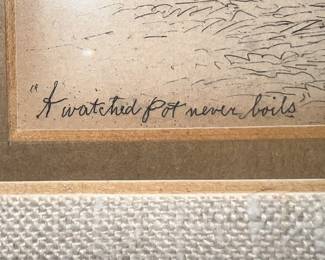 "A watched pot never boils"